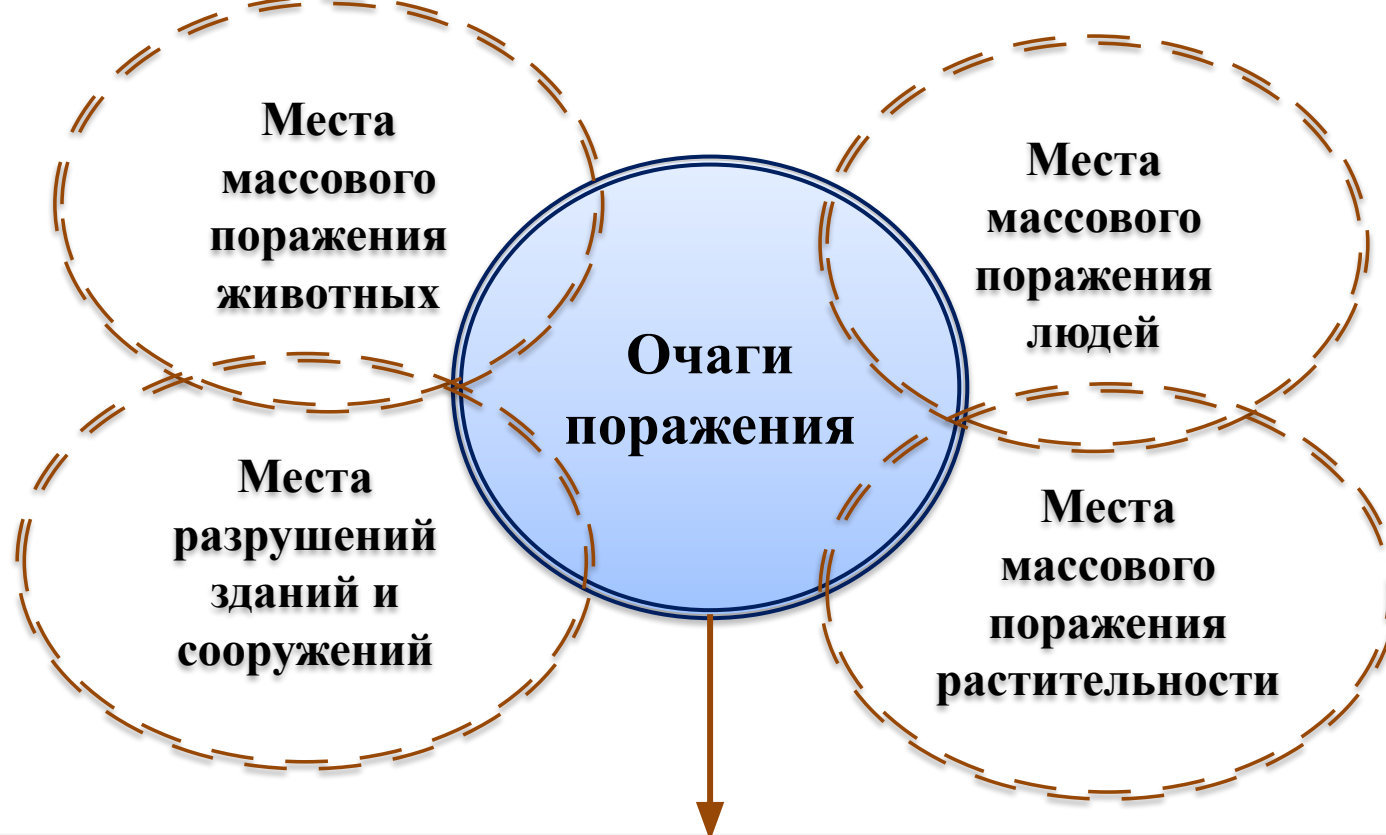 Места
массового
поражения
животных
Места
массового
поражения
людей
Очаги
поражения
Места
разрушений
зданий и
сооружений
Места
массового
поражения
растительности